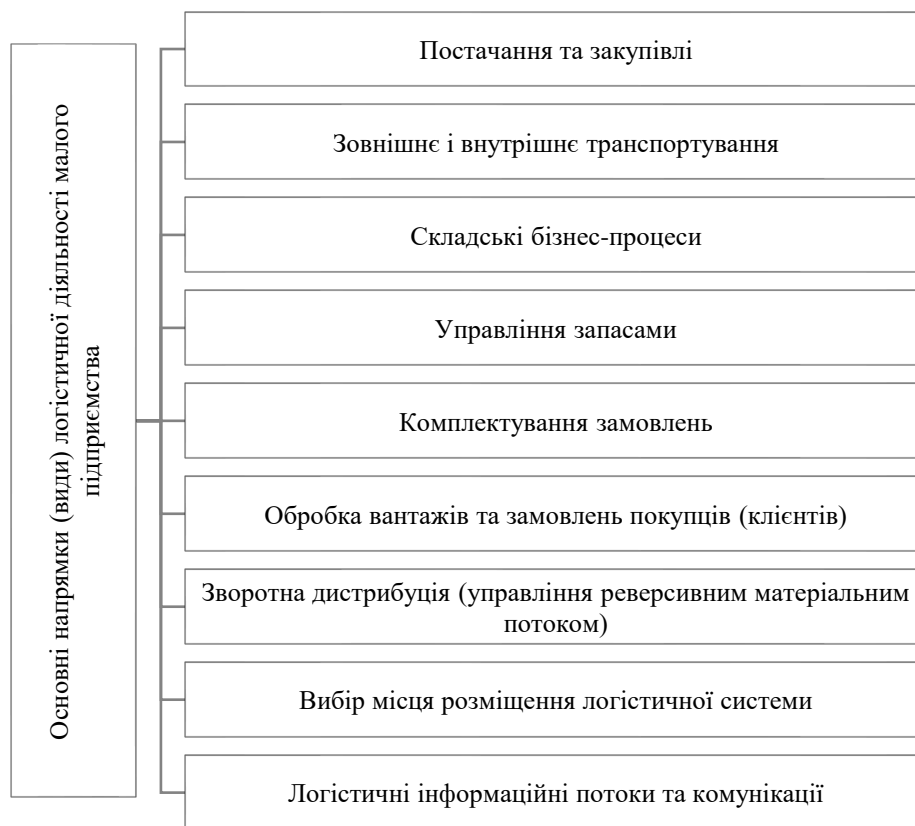 Основні напрямки (види) логістичної діяльності малого
підприємства
Постачання та закупівлі
Зовнішнє і внутрішнє транспортування
Складські бізнес-процеси
Управління запасами
Комплектування замовлень
Обробка вантажів та замовлень покупців (клієнтів)
Зворотна дистрибуція (управління реверсивним матеріальним
потоком)
Вибір місця розміщення логістичної системи
Логістичні інформаційні потоки та комунікації